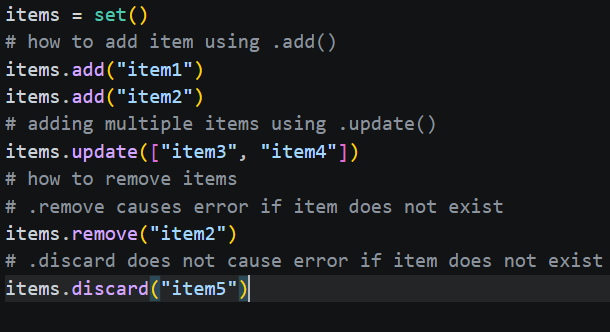 items = set()
# how to add item using .add()
items.add("item1")
items.add("item2")
# adding multiple items using .update()
items.update(["item3", "item4"])
# how to remove items
# .remove causes error if item does not exist
items.remove("item2")
# .discard does not cause error if item does not exist
items.discard("item5")